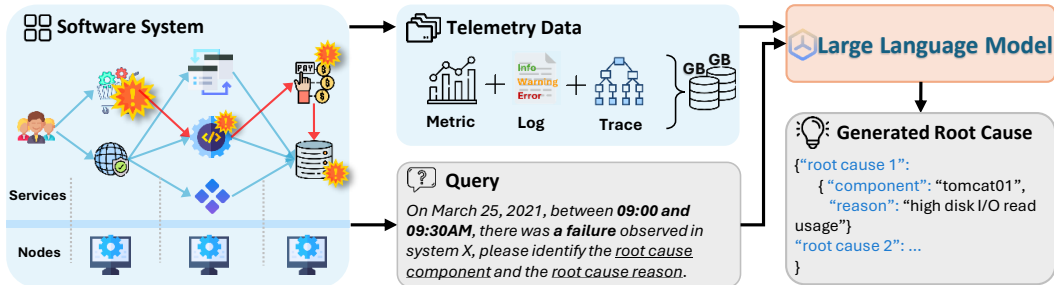 Software System
PAY
Services
Nodes
Telemetry Data
Info
Warning
Error
GB
GB
Metric
Log
Trace
Query
On March 25, 2021, between 09:00 and
09:30AM, there was a failure observed in
system X, please identify the root cause
component and the root cause reason.
Large Language Model
Generated Root Cause
{“root cause 1”:
{ “component”: “tomcat01”,
“reason”: “high disk I/O read
usage”}
“root cause 2”: ...
}